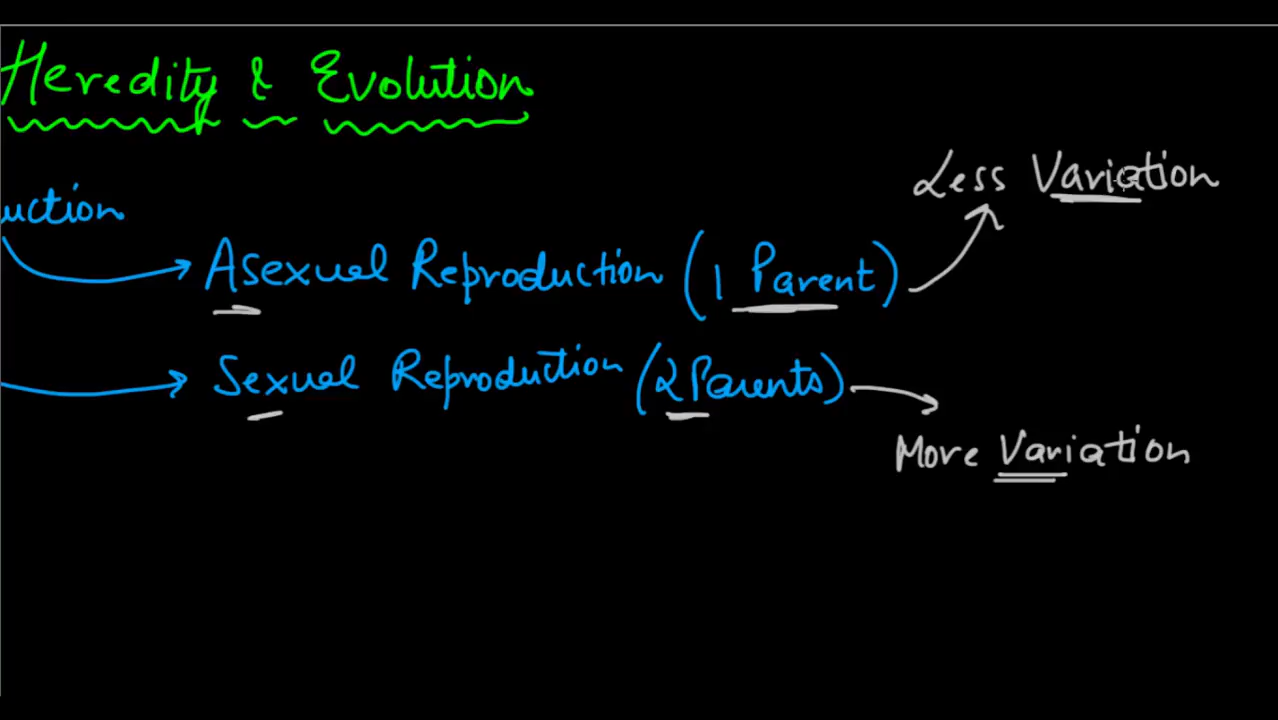 Heredity & Evolution
Less Variation
uction
Asexual Reproduction (1 Parent)
Sexual Reproduction (2 Parents)
More Variation